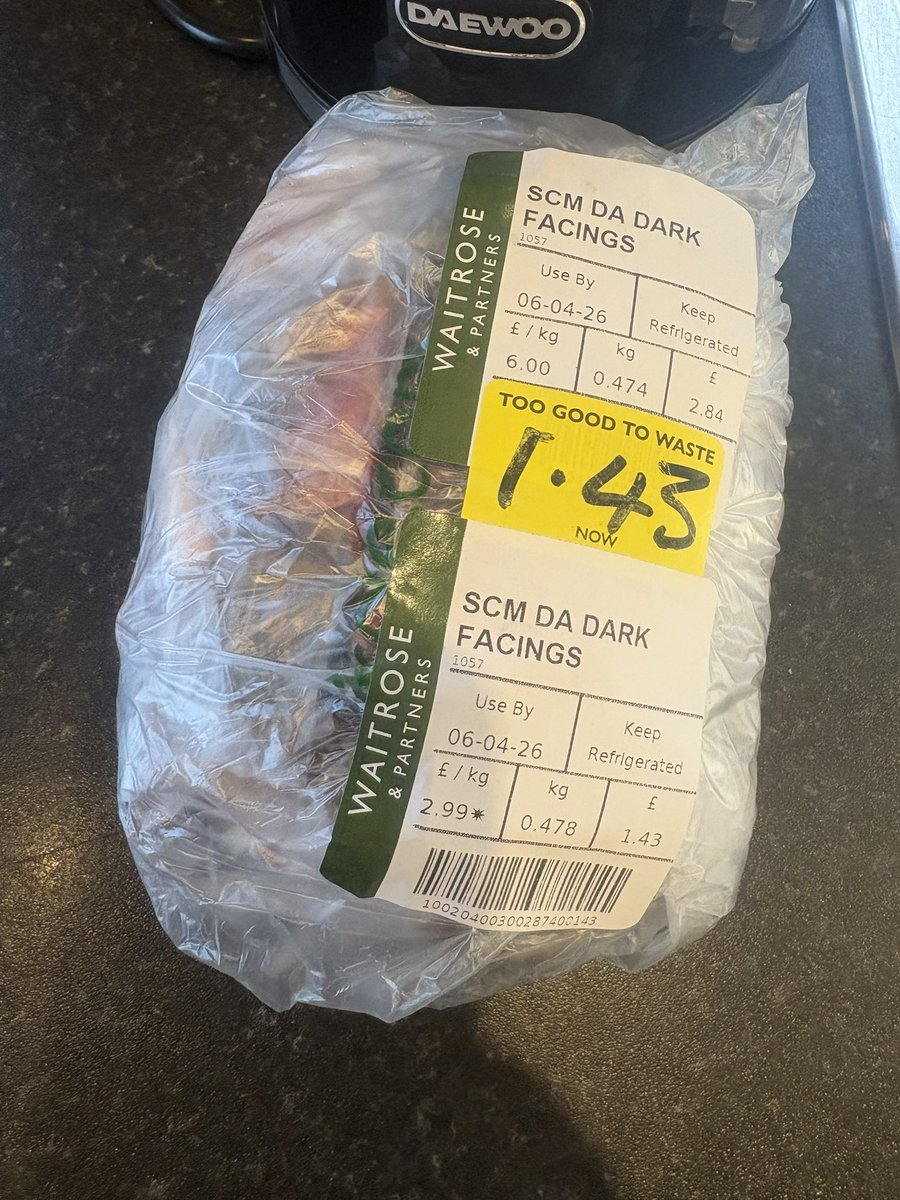 DAEWOO
WAITROSE
& PARTNERS
SCM DA DARK
FACINGS
1057
Use By
06-04-26
Keep
Refrigerated
£ / kg
6.00
kg
0.474
£
2.84
TOO GOOD TO WASTE
1.43
NOW
WAITROSE
& PARTNERS
SCM DA DARK
FACINGS
1057
Use By
06-04-26
Keep
Refrigerated
£ / kg
2.99*
kg
0.478
£
1.43
10020400300287400143